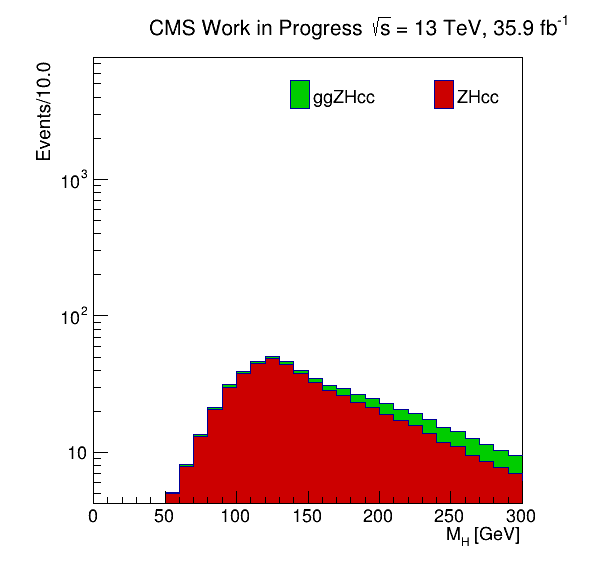 CMS Work in Progress √s = 13 TeV, 35.9 fb⁻¹
Events/10.0
ggZHcc ZHcc
10³
10²
10
0 50 100 150 200 250 300
M_H [GeV]